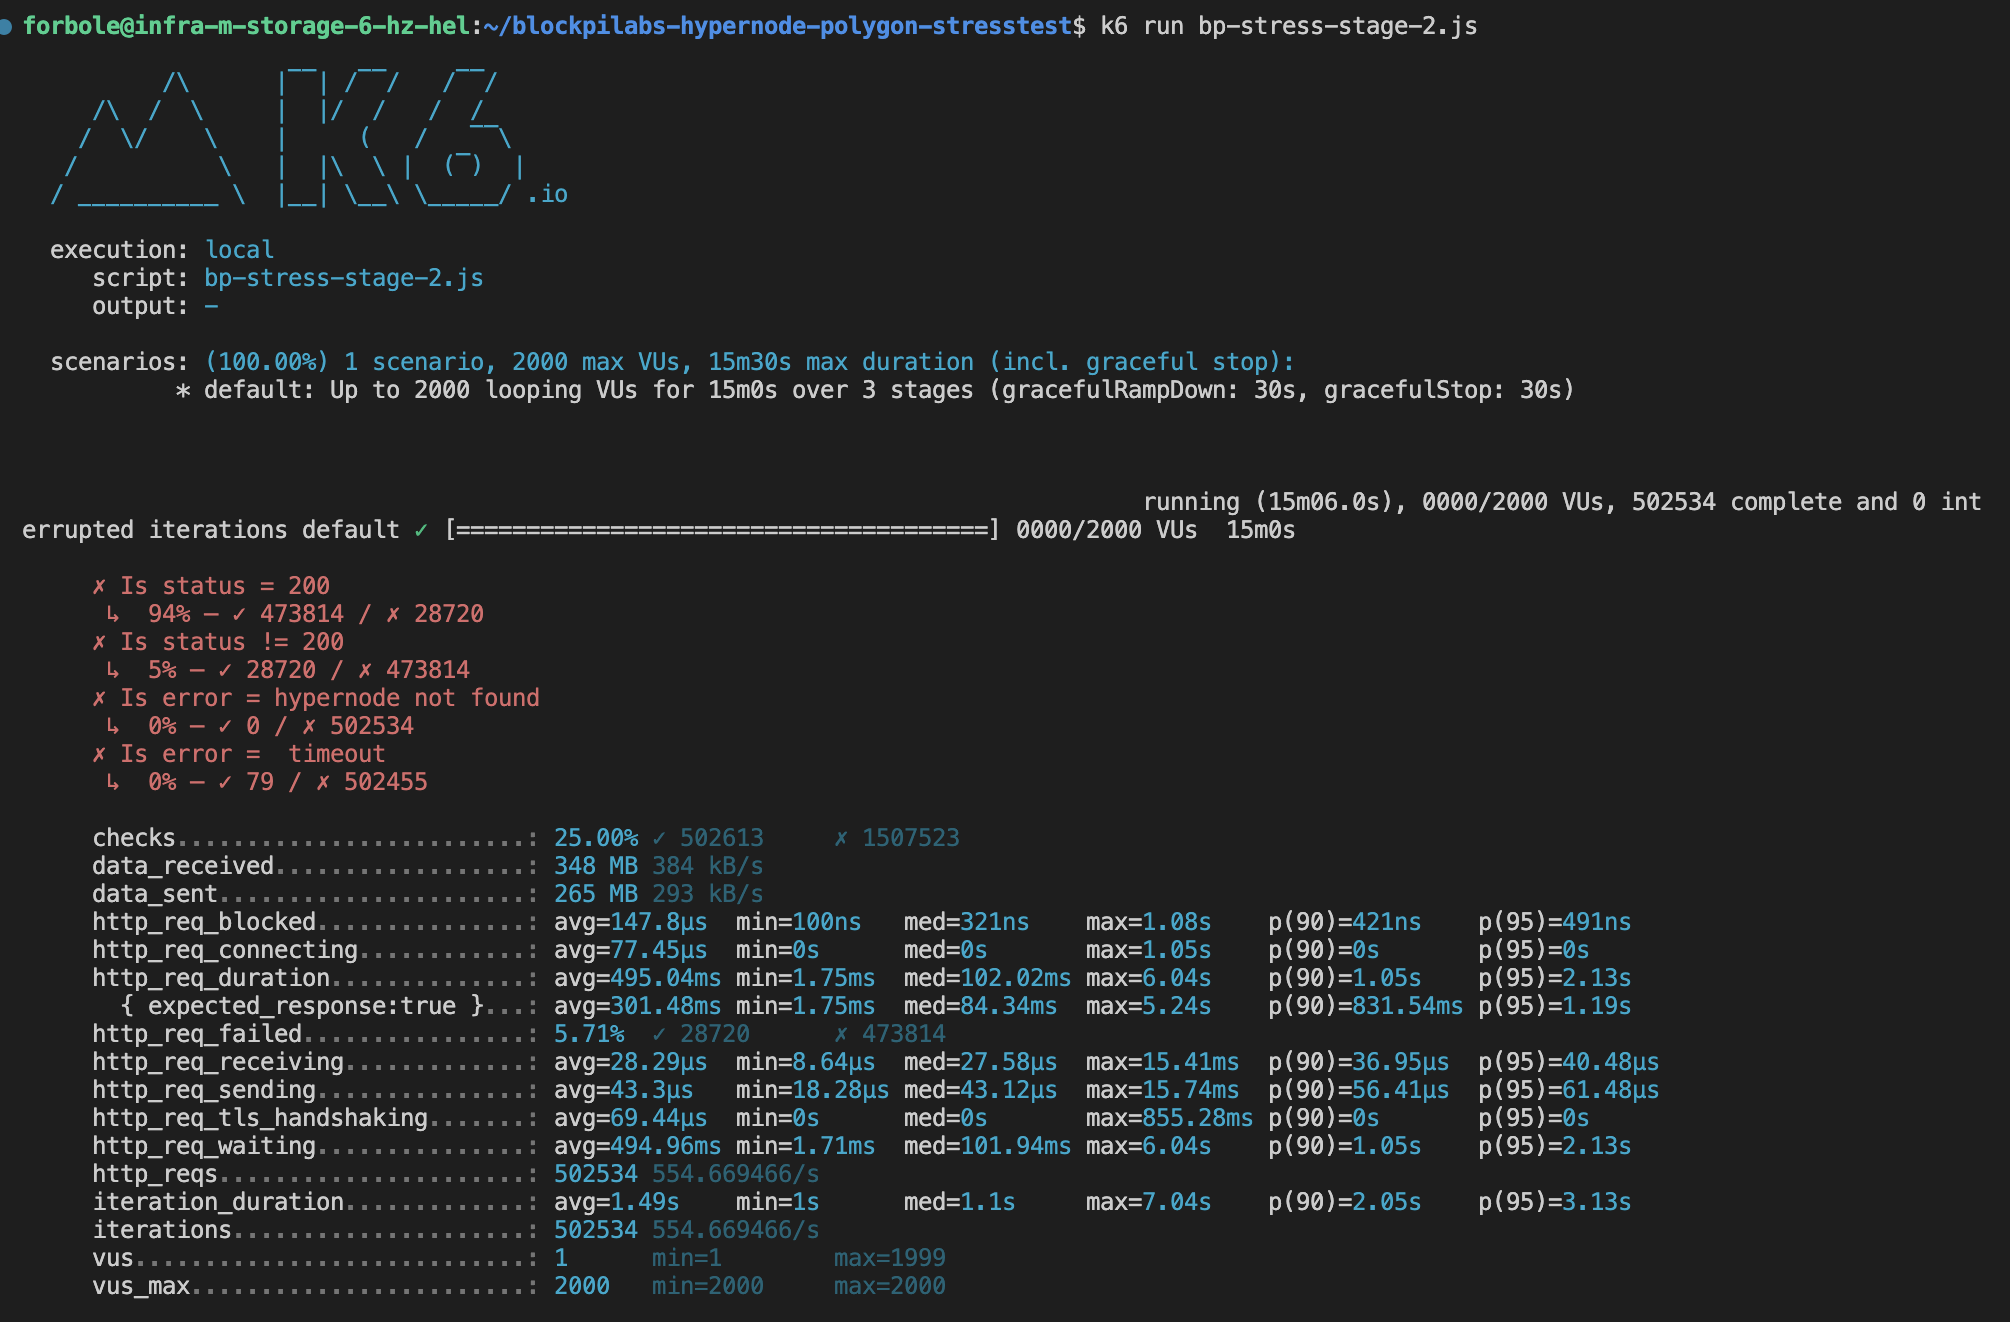 forbole@infra-m-storage-6-hz-hel:~/blockpilabs-hypernode-polygon-stresstest$ k6 run bp-stress-stage-2.js
K6 .io
execution: local
script: bp-stress-stage-2.js
output: -
scenarios: (100.00%) 1 scenario, 2000 max VUs, 15m30s max duration (incl. graceful stop):
* default: Up to 2000 looping VUs for 15m0s over 3 stages (gracefulRampDown: 30s, gracefulStop: 30s)
running (15m06.0s), 0000/2000 VUs, 502534 complete and 0 int
errupted iterations default ✓ [======================================] 0000/2000 VUs  15m0s
✗ Is status = 200
↳  94% — ✓ 473814 / ✗ 28720
✗ Is status != 200
↳  5% — ✓ 28720 / ✗ 473814
✗ Is error = hypernode not found
↳  0% — ✓ 0 / ✗ 502534
✗ Is error =  timeout
↳  0% — ✓ 79 / ✗ 502455
checks.........................: 25.00% ✓ 502613     ✗ 1507523
data_received..................: 348 MB 384 kB/s
data_sent......................: 265 MB 293 kB/s
http_req_blocked...............: avg=147.8µs  min=100ns   med=321ns    max=1.08s    p(90)=421ns    p(95)=491ns
http_req_connecting............: avg=77.45µs  min=0s      med=0s       max=1.05s    p(90)=0s       p(95)=0s
http_req_duration..............: avg=495.04ms min=1.75ms  med=102.02ms max=6.04s    p(90)=1.05s    p(95)=2.13s
{ expected_response:true }...: avg=301.48ms min=1.75ms  med=84.34ms  max=5.24s    p(90)=831.54ms p(95)=1.19s
http_req_failed................: 5.71%  ✓ 28720      ✗ 473814
http_req_receiving.............: avg=28.29µs  min=8.64µs  med=27.58µs  max=15.41ms  p(90)=36.95µs  p(95)=40.48µs
http_req_sending...............: avg=43.3µs   min=18.28µs med=43.12µs  max=15.74ms  p(90)=56.41µs  p(95)=61.48µs
http_req_tls_handshaking.......: avg=69.44µs  min=0s      med=0s       max=855.28ms p(90)=0s       p(95)=0s
http_req_waiting...............: avg=494.96ms min=1.71ms  med=101.94ms max=6.04s    p(90)=1.05s    p(95)=2.13s
http_reqs......................: 502534 554.669466/s
iteration_duration.............: avg=1.49s    min=1s      med=1.1s     max=7.04s    p(90)=2.05s    p(95)=3.13s
iterations.....................: 502534 554.669466/s
vus............................: 1      min=1        max=1999
vus_max........................: 2000   min=2000     max=2000